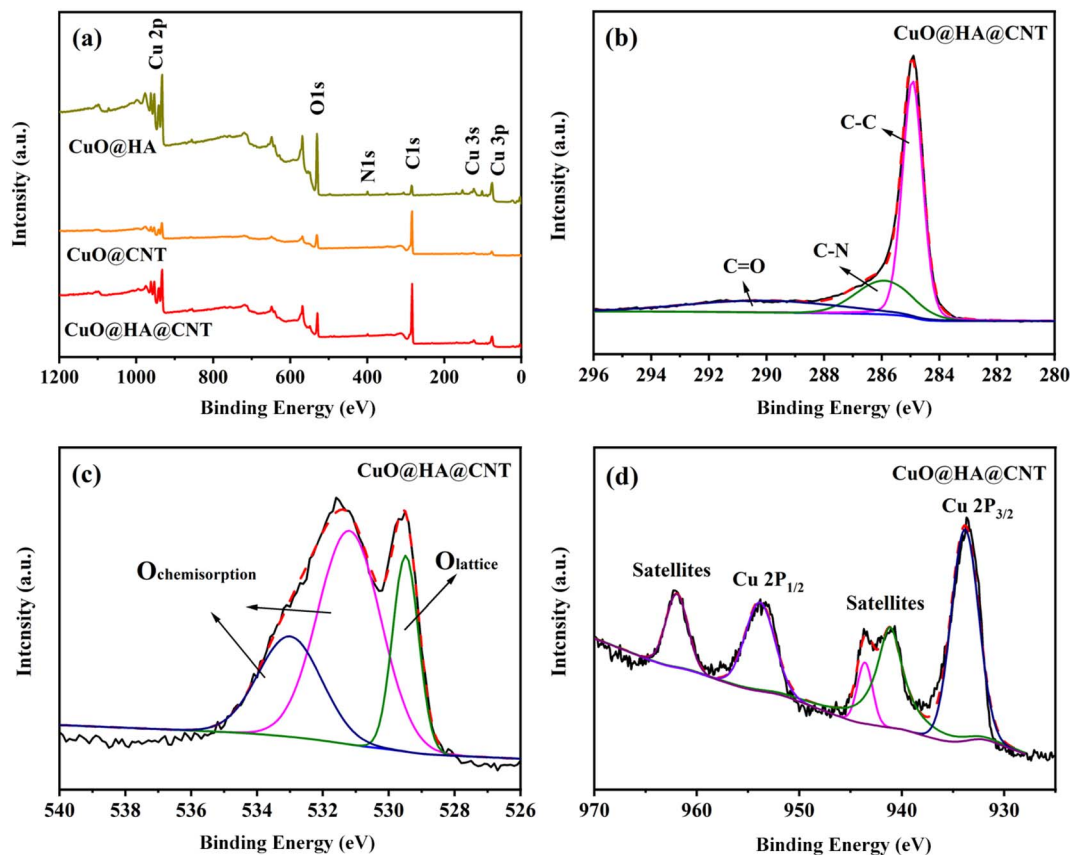 (a)
Cu 2p
O1s
N1s
C1s
Cu 3s
Cu 3p
CuO@HA
CuO@CNT
CuO@HA@CNT
Intcnsity (a.u.)
1200 1000 800 600 400 200 0
Binding Energy (eV)
(b)
CuO@HA@CNT
C-C
C-N
C=O
Intcnsity (a.u.)
296 294 292 290 288 286 284 282 280
Binding Energy (eV)
(c)
CuO@HA@CNT
Ochemisorption
Olattice
Intcnsity (a.u.)
540 538 536 534 532 530 528 526
Binding Energy (eV)
(d)
CuO@HA@CNT
Cu 2P3/2
Satellites
Cu 2P1/2
Satellites
Intcnsity (a.u.)
970 960 950 940 930
Binding Energy (eV)